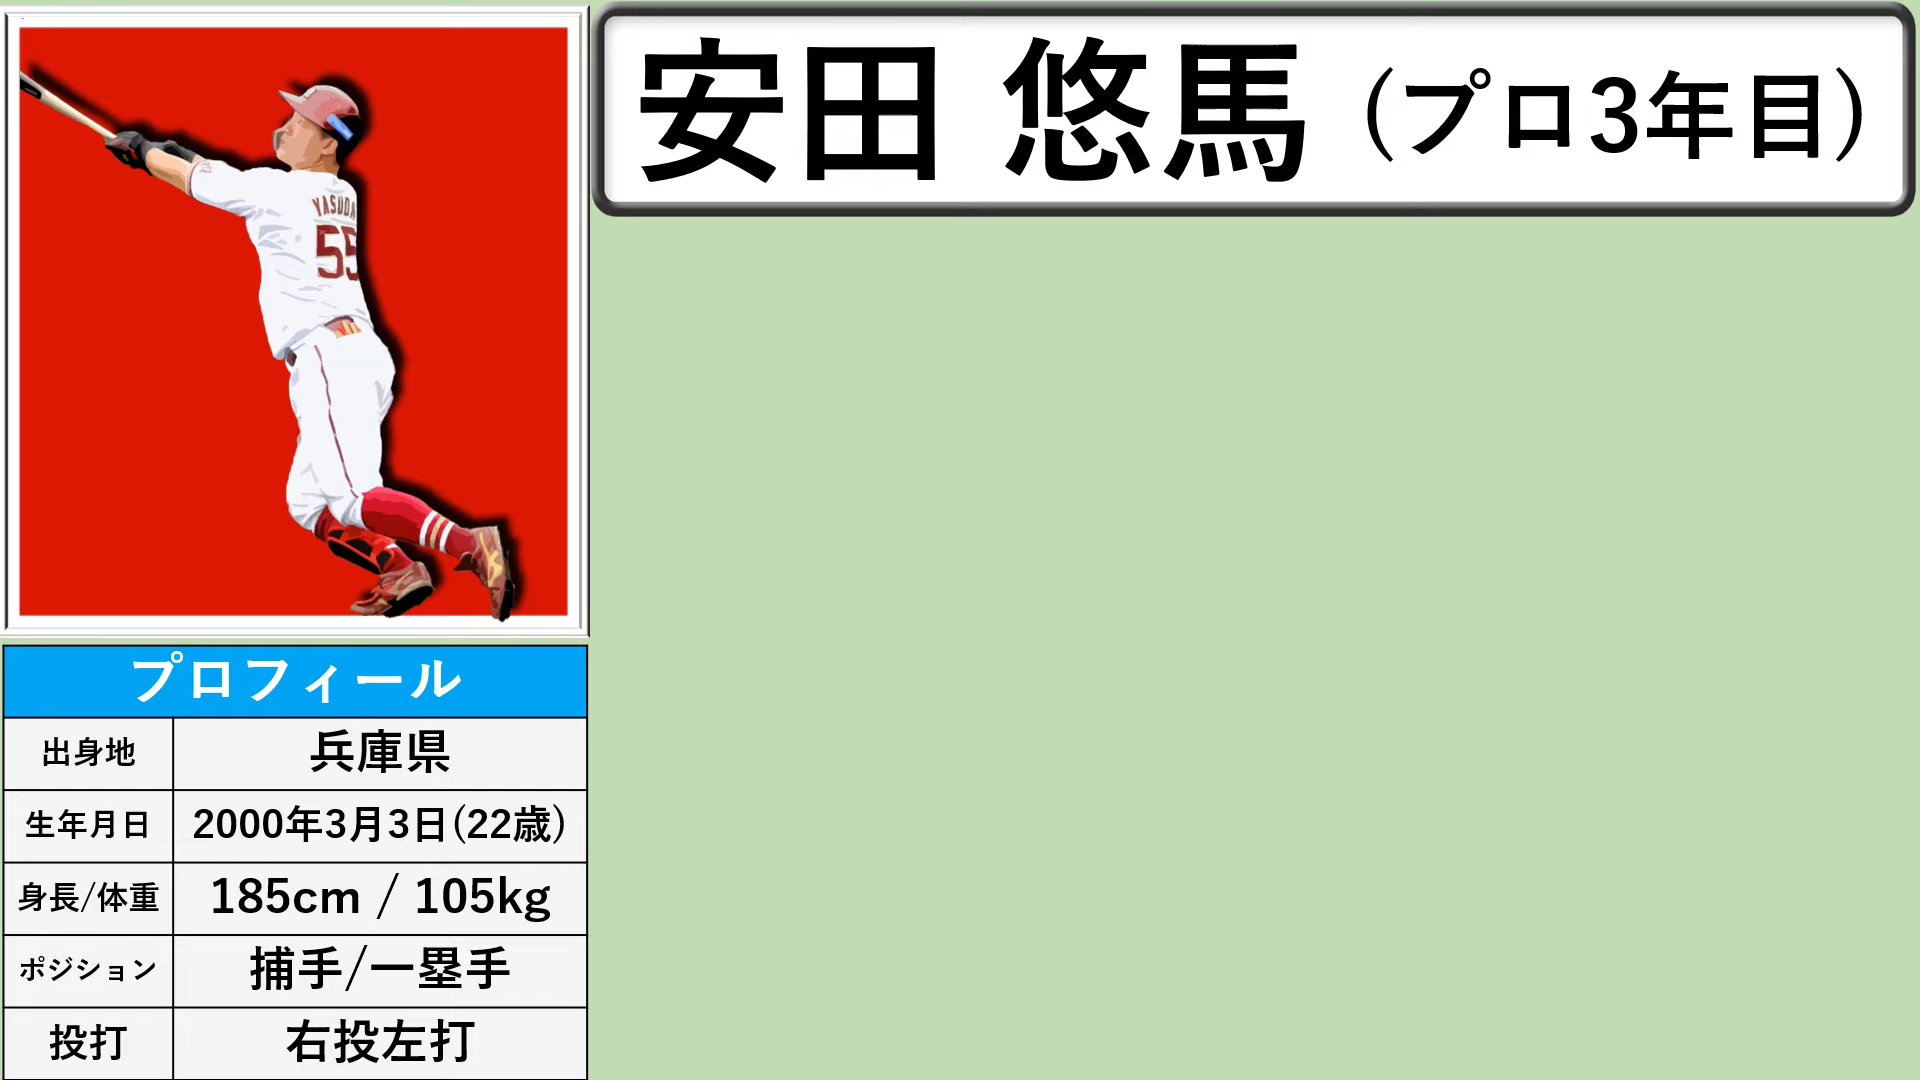 安田 悠馬(プロ3年目)
YASUDA
55
プロフィール
出身地 兵庫県
生年月日 2000年3月3日(22歳)
身長/体重 185cm / 105kg
ポジション 捕手/一塁手
投打 右投左打